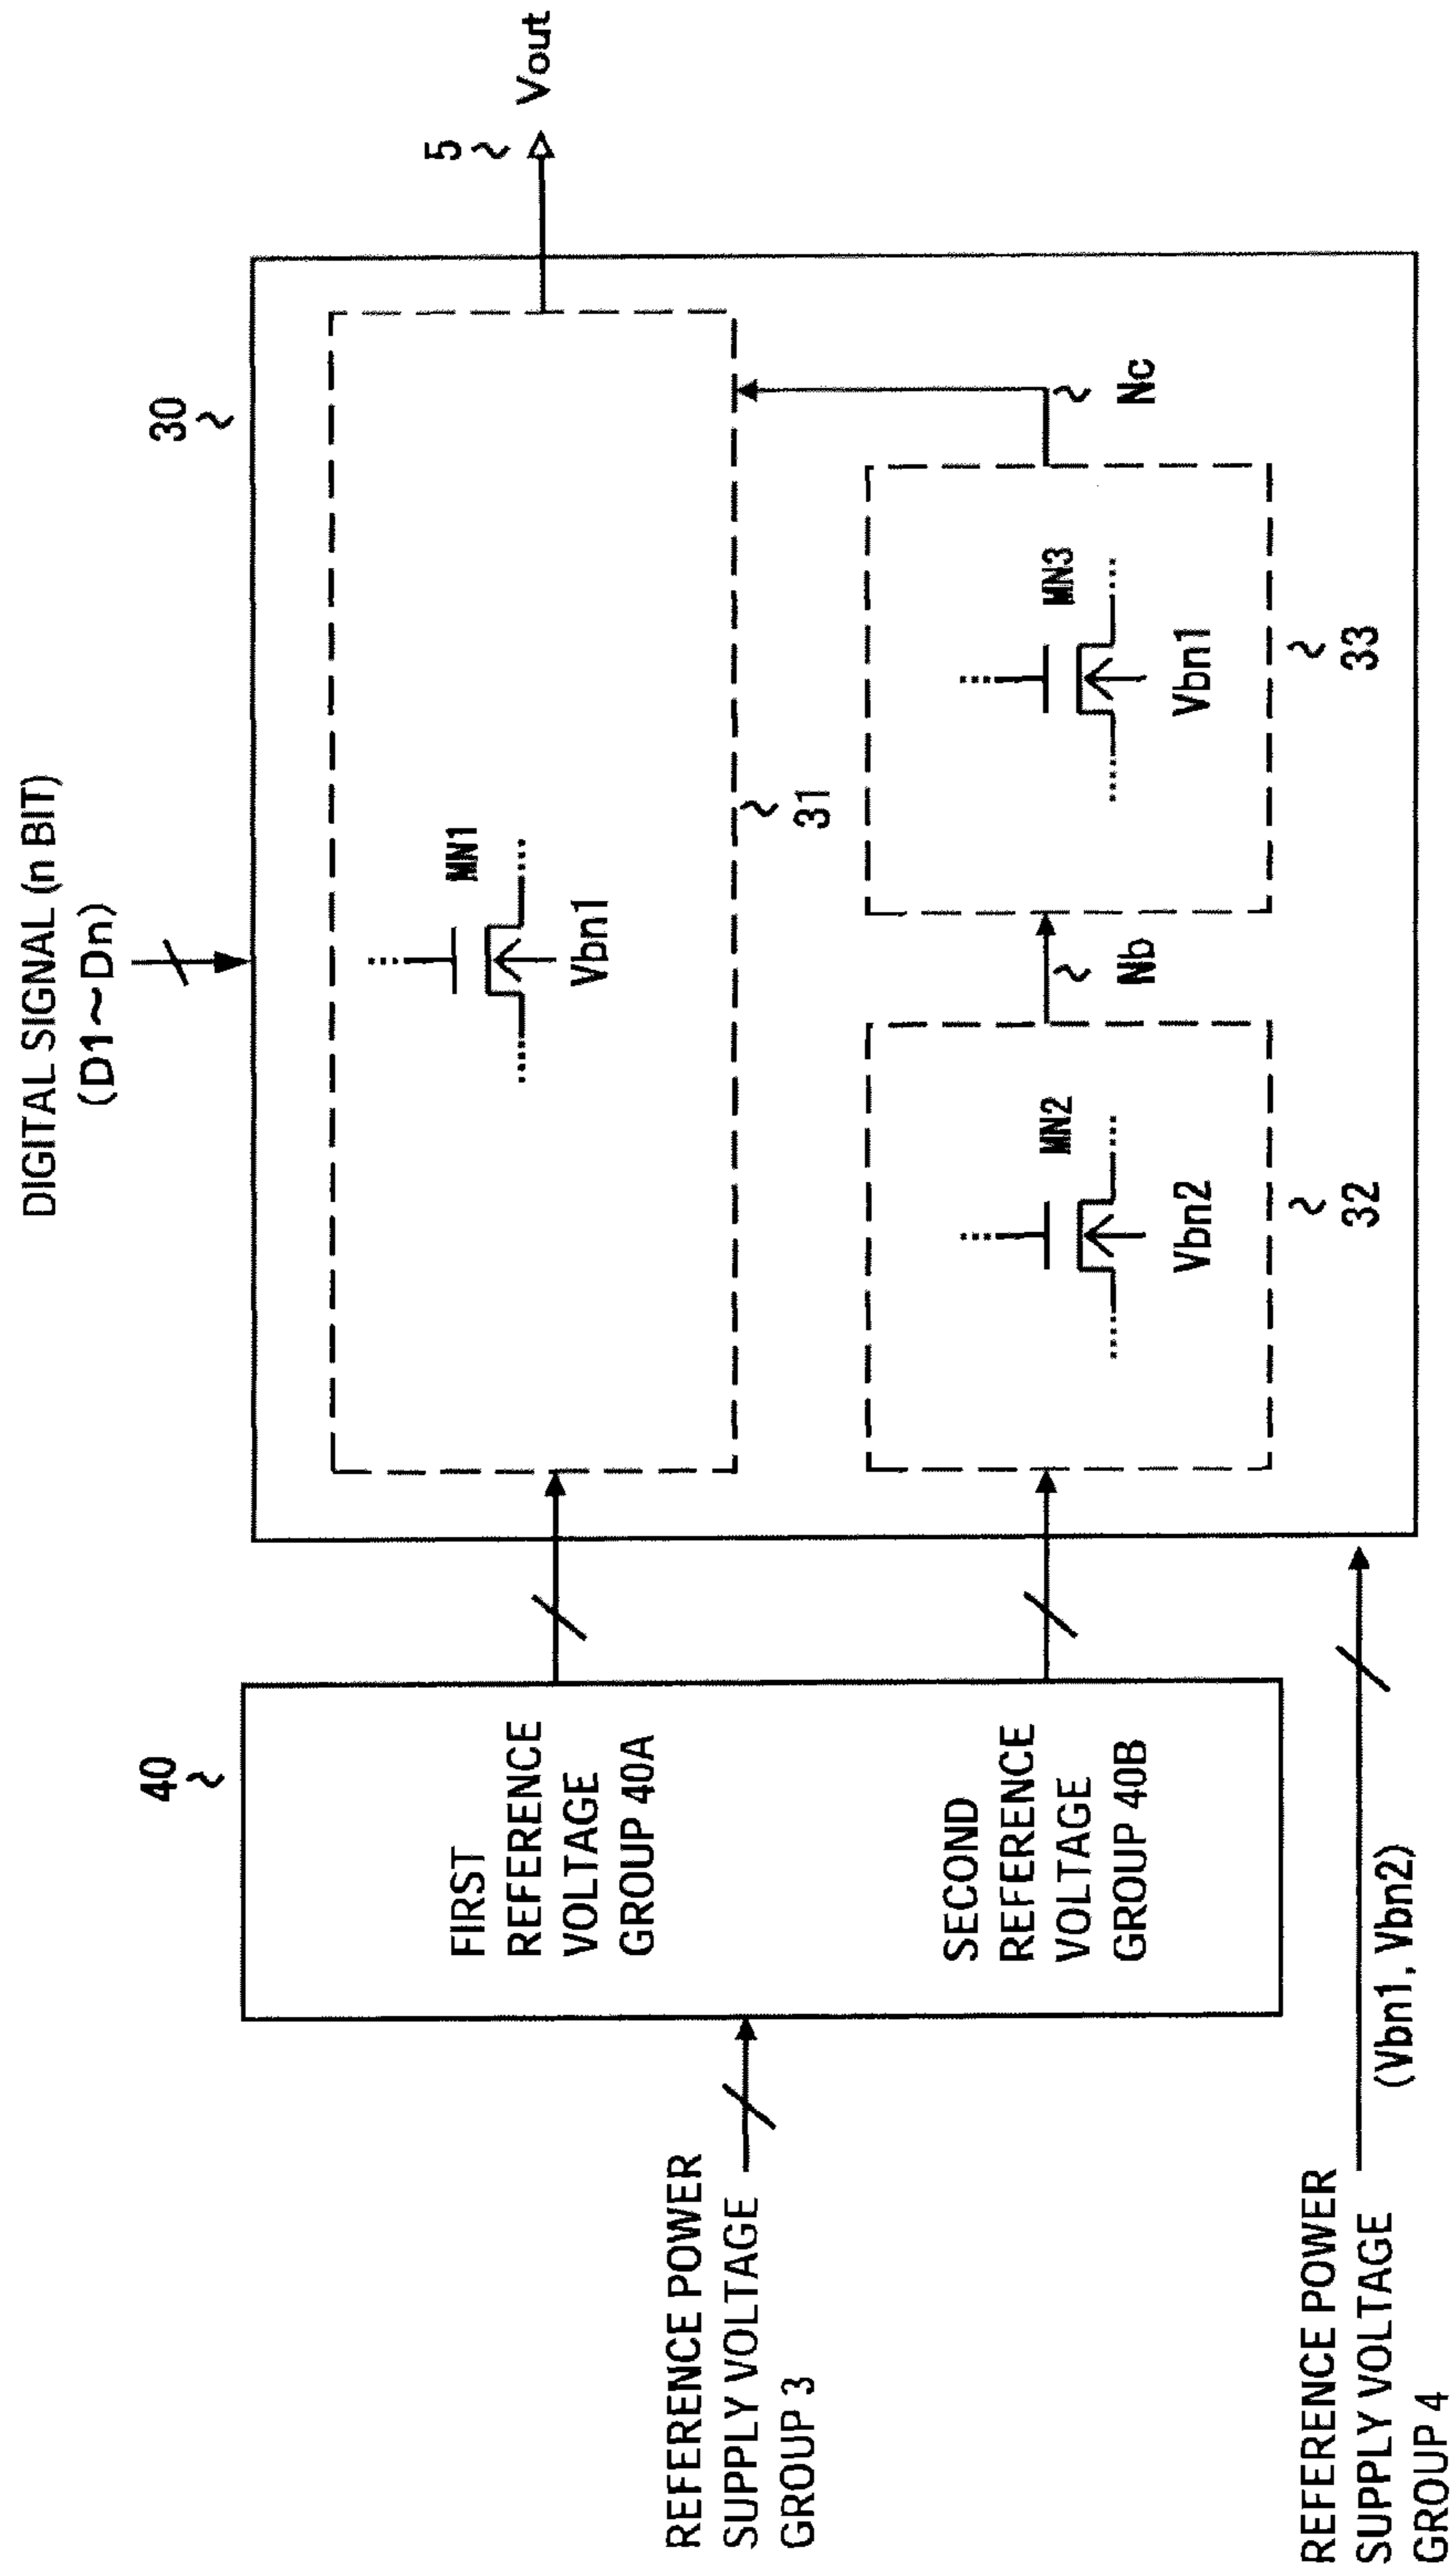 DIGITAL SIGNAL (n BIT)
(D1~Dn)
30
5
Vout
MN1
Vbn1
31
40
FIRST
REFERENCE
VOLTAGE
GROUP 40A
SECOND
REFERENCE
VOLTAGE
GROUP 40B
MN2
Vbn2
32
Nb
MN3
Vbn1
33
Nc
REFERENCE POWER
SUPPLY VOLTAGE
GROUP 3
REFERENCE POWER
SUPPLY VOLTAGE
GROUP 4
(Vbn1, Vbn2)